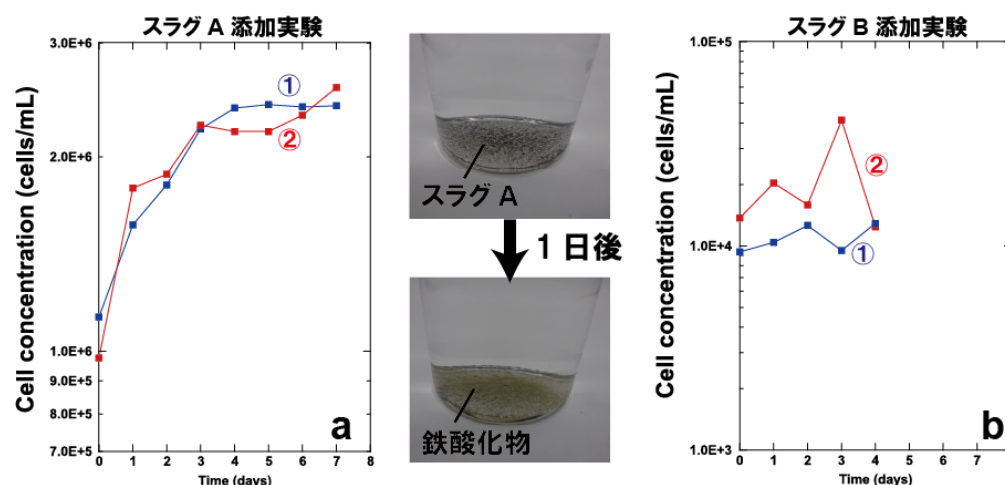 スラグ A 添加実験
3.0E+6
2.0E+6
1.0E+6
9.0E+5
8.0E+5
7.0E+5
Cell concentration (cells/mL)
①
②
a
0 1 2 3 4 5 6 7 8
Time (days)
スラグ A
1 日後
鉄酸化物
スラグ B 添加実験
1.0E+5
1.0E+4
1.0E+3
Cell concentration (cells/mL)
②
①
b
0 1 2 3 4 5 6 7
Time (days)